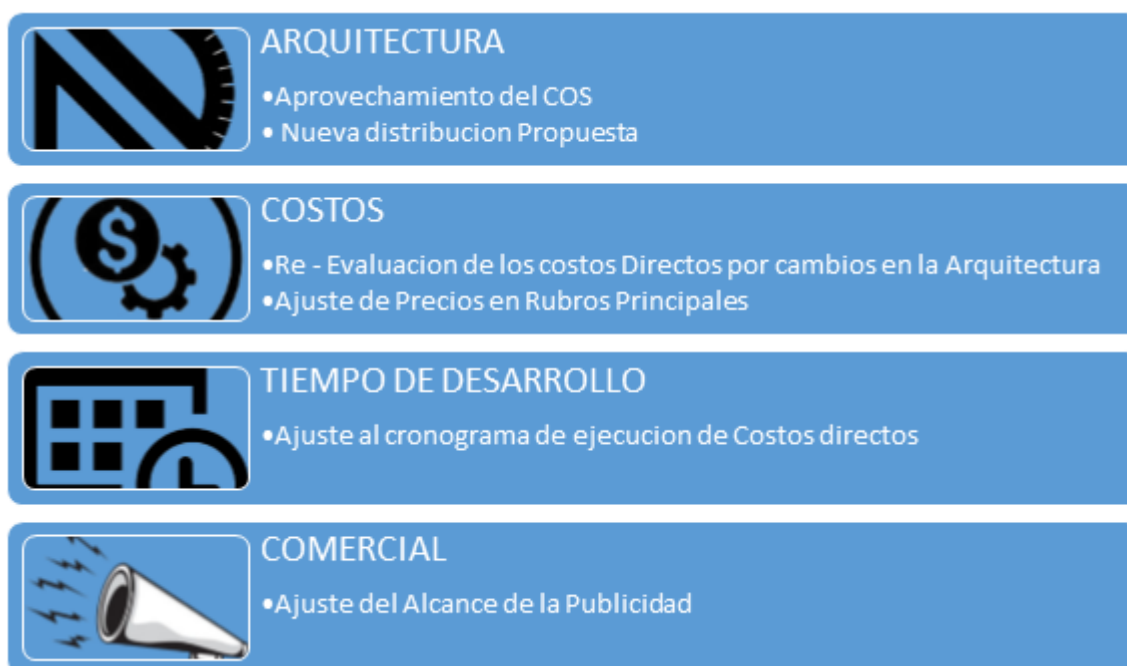 ARQUITECTURA
•Aprovechamiento del COS
• Nueva distribucion Propuesta
COSTOS
•Re - Evaluacion de los costos Directos por cambios en la Arquitectura
•Ajuste de Precios en Rubros Principales
TIEMPO DE DESARROLLO
•Ajuste al cronograma de ejecucion de Costos directos
COMERCIAL
•Ajuste del Alcance de la Publicidad